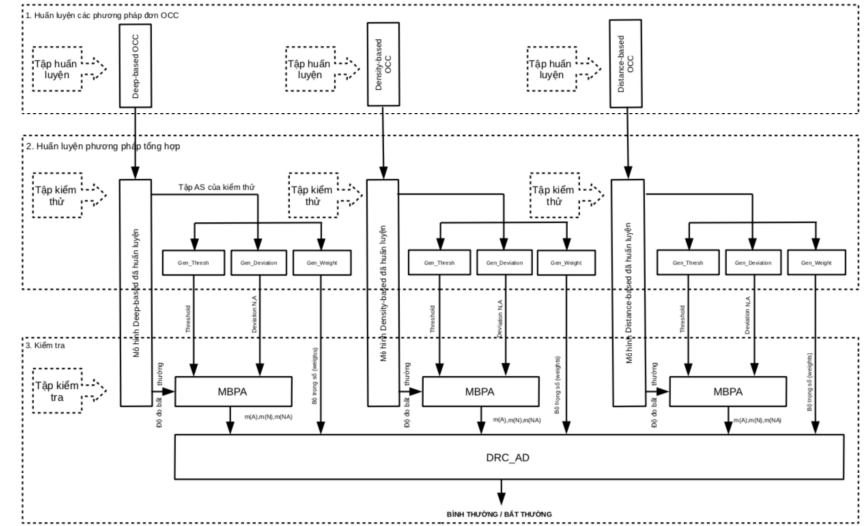 1. Huấn luyện các phương pháp đơn OCC
Tập huấn
luyện
Deep-based OCC
Tập huấn
luyện
Density-based
OCC
Tập huấn
luyện
Distance-based
OCC
2. Huấn luyện phương pháp tổng hợp
Tập kiểm
thử
Mô hình Deep-based đã huấn luyện
Tập AS của kiểm thử
Gen_Thresh
Gen_Deviation
Gen_Weight
Tập kiểm
thử
Mô hình Density-based đã huấn luyện
Gen_Thresh
Gen_Deviation
Gen_Weight
Tập kiểm
thử
Mô hình Distance-based đã huấn luyện
Gen_Thresh
Gen_Deviation
Gen_Weight
Threshold
Deviation N,A
Bộ trọng số (weights)
Threshold
Deviation N,A
Bộ trọng số (weights)
Threshold
Deviation N,A
Bộ trọng số (weights)
3. Kiểm tra
Tập kiểm
tra
Độ đo bất thường
MBPA
m(A),m(N),m(NA)
Độ đo bất thường
MBPA
m(A),m(N),m(NA)
Độ đo bất thường
MBPA
m(A),m(N),m(NA)
DRC_AD
BÌNH THƯỜNG / BẤT THƯỜNG